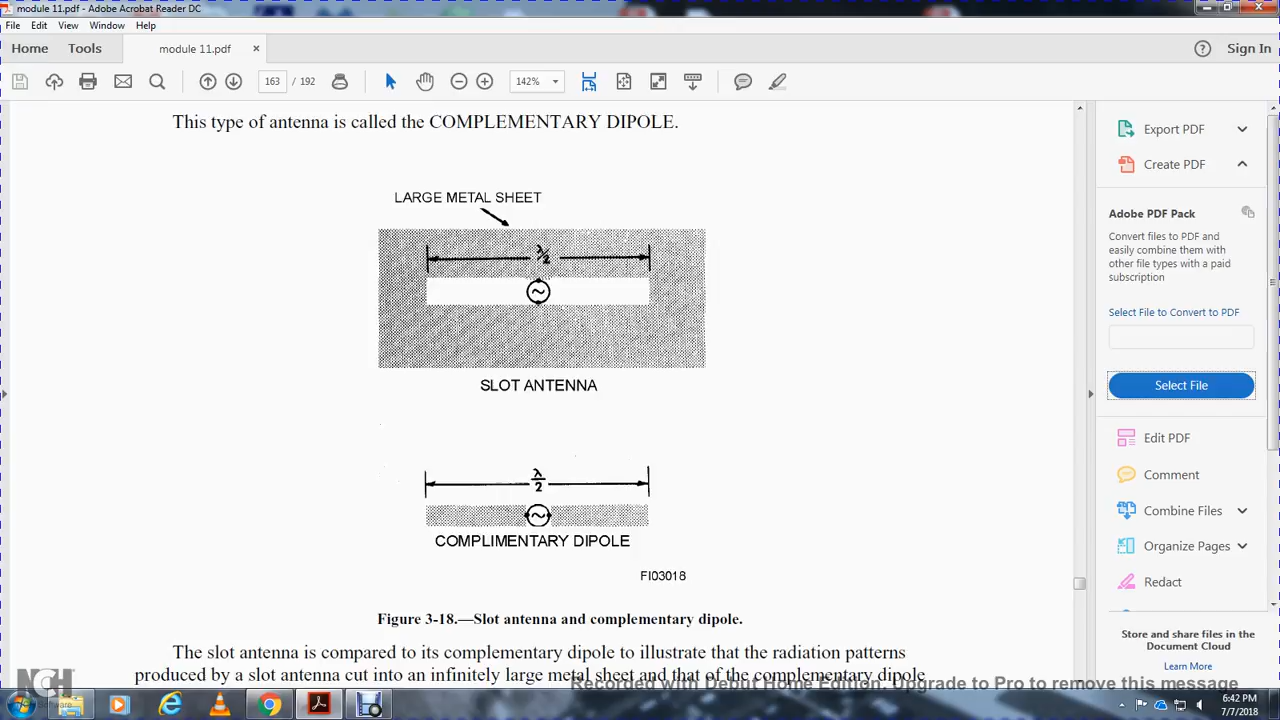 module 11.pdf - Adobe Acrobat Reader DC
File Edit View Window Help
Home Tools module 11.pdf × Sign In
163 / 192 142%
This type of antenna is called the COMPLEMENTARY DIPOLE.
LARGE METAL SHEET
λ/2
SLOT ANTENNA
λ
2
COMPLIMENTARY DIPOLE
FI03018
Figure 3-18.—Slot antenna and complementary dipole.
The slot antenna is compared to its complementary dipole to illustrate that the radiation patterns
produced by a slot antenna cut into an infinitely large metal sheet and that of the complementary dipole
Export PDF
Create PDF
Adobe PDF Pack
Convert files to PDF and
easily combine them with
other file types with a paid
subscription
Select File to Convert to PDF
Select File
Edit PDF
Comment
Combine Files
Organize Pages
Redact
Store and share files in the
Document Cloud
Learn More
NCH
Software
Recorded with Debut Home Edition. Upgrade to Pro to remove this message
6:42 PM
7/7/2018